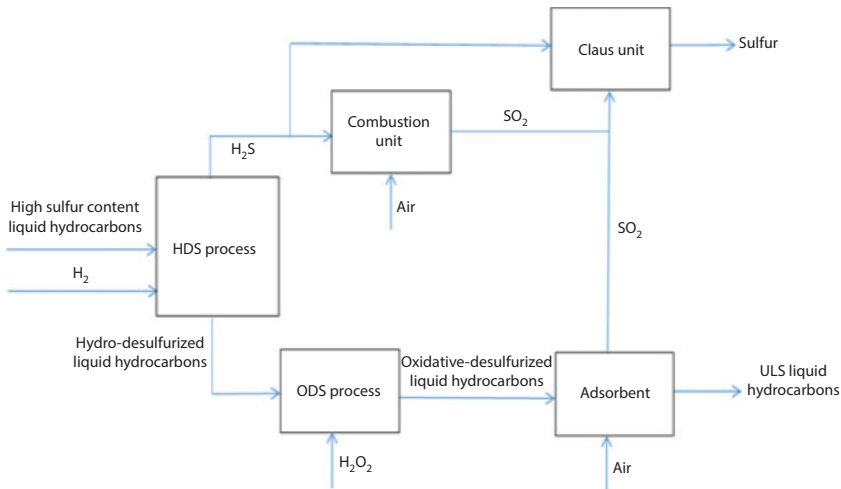 Claus unit
Sulfur
Combustion
unit
SO2
H2S
Air
High sulfur content
liquid hydrocarbons
HDS process
SO2
H2
Hydro-desulfurized
liquid hydrocarbons
Oxidative-desulfurized
liquid hydrocarbons
ULS liquid
hydrocarbons
ODS process
Adsorbent
H2O2
Air